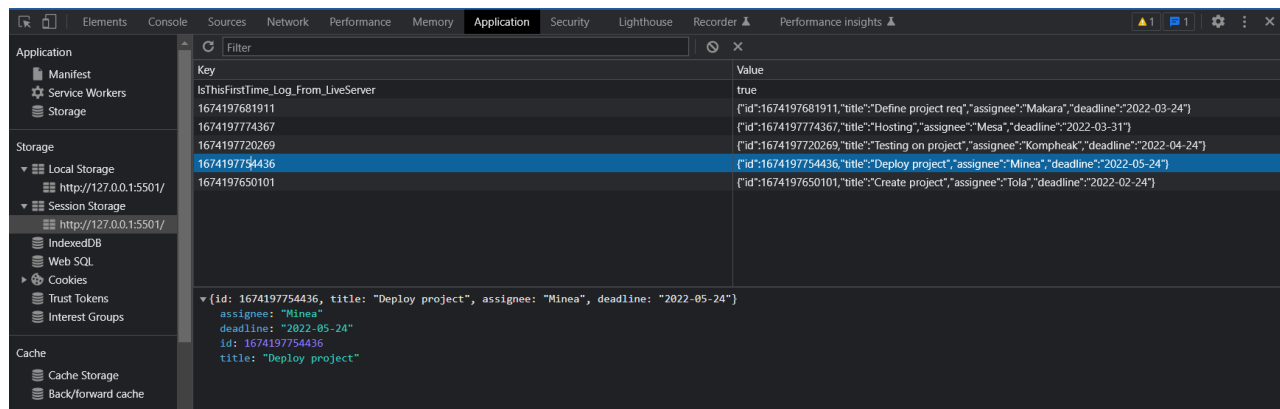 Elements Console Sources Network Performance Memory Application Security Lighthouse Recorder Performance insights 1 1
Application
Manifest
Service Workers
Storage
Storage
Local Storage
http://127.0.0.1:5501/
Session Storage
http://127.0.0.1:5501/
IndexedDB
Web SQL
Cookies
Trust Tokens
Interest Groups
Cache
Cache Storage
Back/forward cache
Filter
Key Value
IsThisFirstTime_Log_From_LiveServer true
1674197681911 {"id":1674197681911,"title":"Define project req","assignee":"Makara","deadline":"2022-03-24"}
1674197774367 {"id":1674197774367,"title":"Hosting","assignee":"Mesa","deadline":"2022-03-31"}
1674197720269 {"id":1674197720269,"title":"Testing on project","assignee":"Kompheak","deadline":"2022-04-24"}
1674197754436 {"id":1674197754436,"title":"Deploy project","assignee":"Minea","deadline":"2022-05-24"}
1674197650101 {"id":1674197650101,"title":"Create project","assignee":"Tola","deadline":"2022-02-24"}
{id: 1674197754436, title: "Deploy project", assignee: "Minea", deadline: "2022-05-24"}
assignee: "Minea"
deadline: "2022-05-24"
id: 1674197754436
title: "Deploy project"